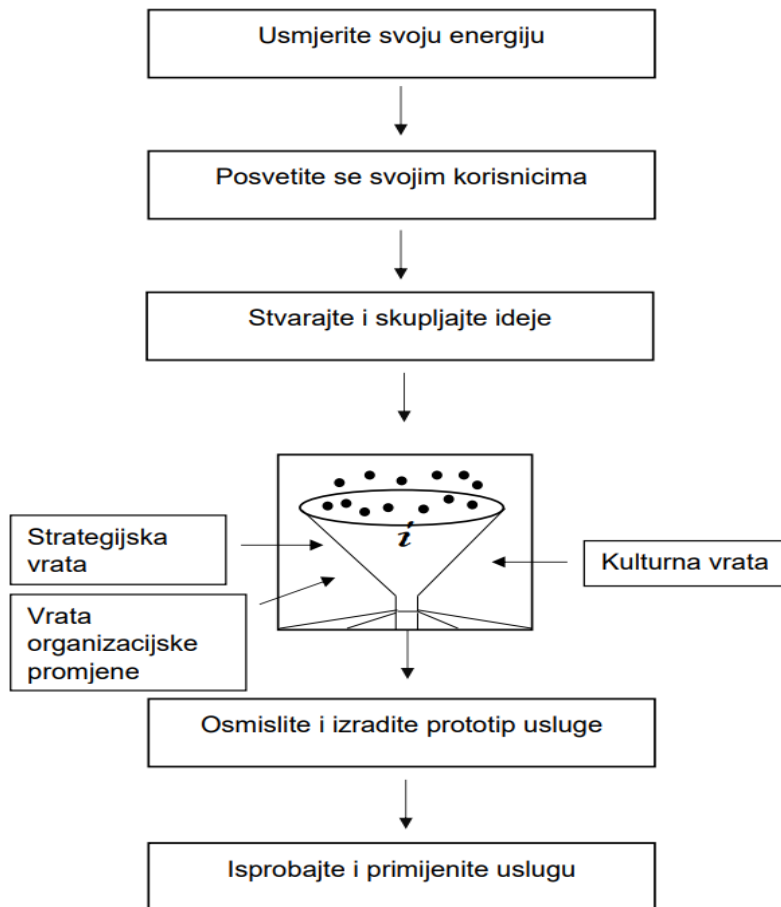 Usmjerite svoju energiju
Posvetite se svojim korisnicima
Stvarajte i skupljajte ideje
i
Strategijska
vrata
Kulturna vrata
Vrata
organizacijske
promjene
Osmislite i izradite prototip usluge
Isprobajte i primijenite uslugu